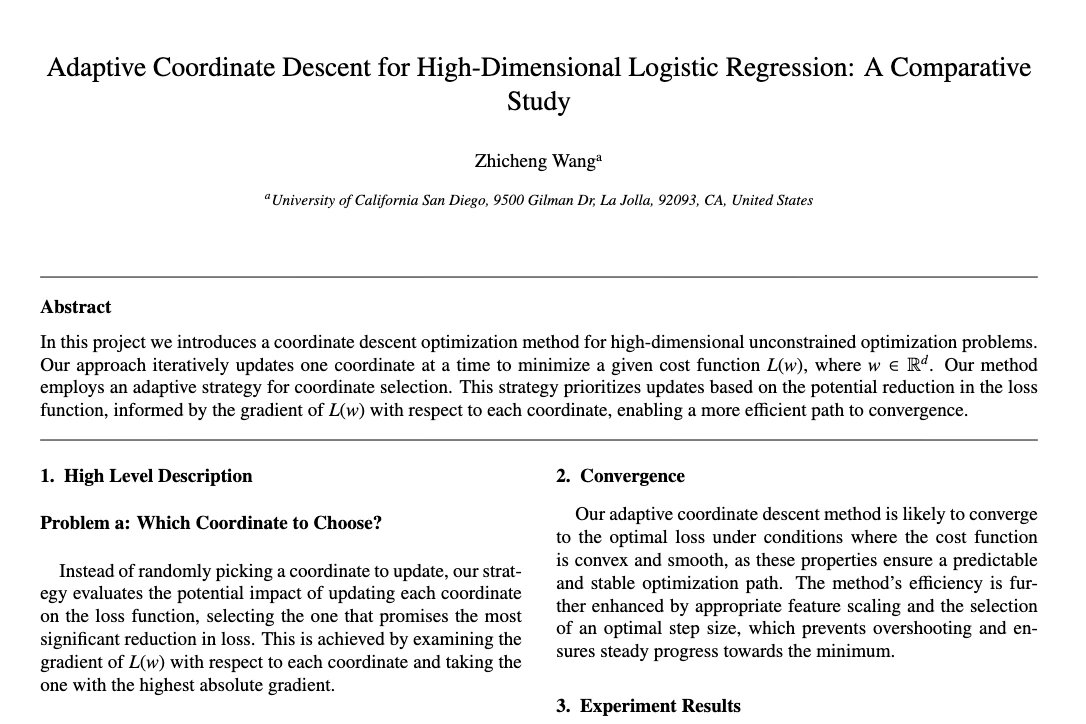 Adaptive Coordinate Descent for High-Dimensional Logistic Regression: A Comparative
Study
Zhicheng Wangᵃ
ᵃUniversity of California San Diego, 9500 Gilman Dr, La Jolla, 92093, CA, United States
Abstract
In this project we introduces a coordinate descent optimization method for high-dimensional unconstrained optimization problems.
Our approach iteratively updates one coordinate at a time to minimize a given cost function L(w), where w ∈ ℝᵈ. Our method
employs an adaptive strategy for coordinate selection. This strategy prioritizes updates based on the potential reduction in the loss
function, informed by the gradient of L(w) with respect to each coordinate, enabling a more efficient path to convergence.
1. High Level Description
Problem a: Which Coordinate to Choose?
Instead of randomly picking a coordinate to update, our strat-
egy evaluates the potential impact of updating each coordinate
on the loss function, selecting the one that promises the most
significant reduction in loss. This is achieved by examining the
gradient of L(w) with respect to each coordinate and taking the
one with the highest absolute gradient.
2. Convergence
Our adaptive coordinate descent method is likely to converge
to the optimal loss under conditions where the cost function
is convex and smooth, as these properties ensure a predictable
and stable optimization path. The method's efficiency is fur-
ther enhanced by appropriate feature scaling and the selection
of an optimal step size, which prevents overshooting and en-
sures steady progress towards the minimum.
3. Experiment Results